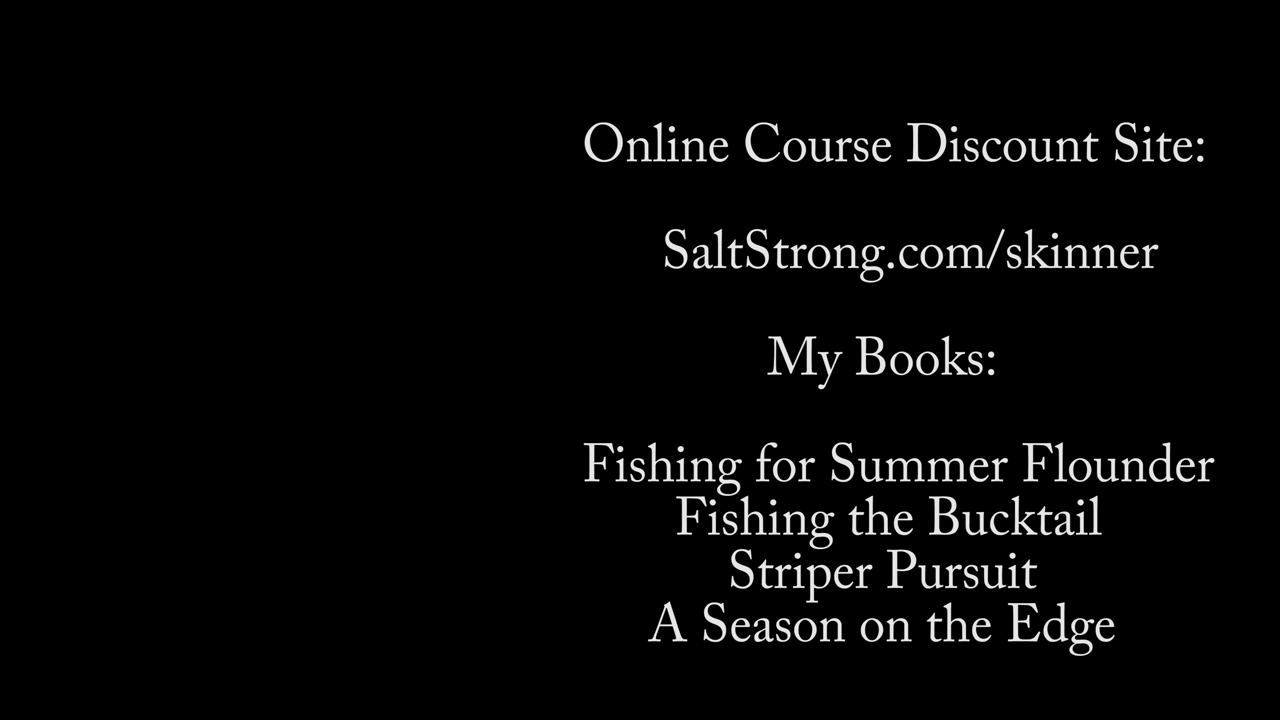 Online Course Discount Site:
SaltStrong.com/skinner
My Books:
Fishing for Summer Flounder
Fishing the Bucktail
Striper Pursuit
A Season on the Edge